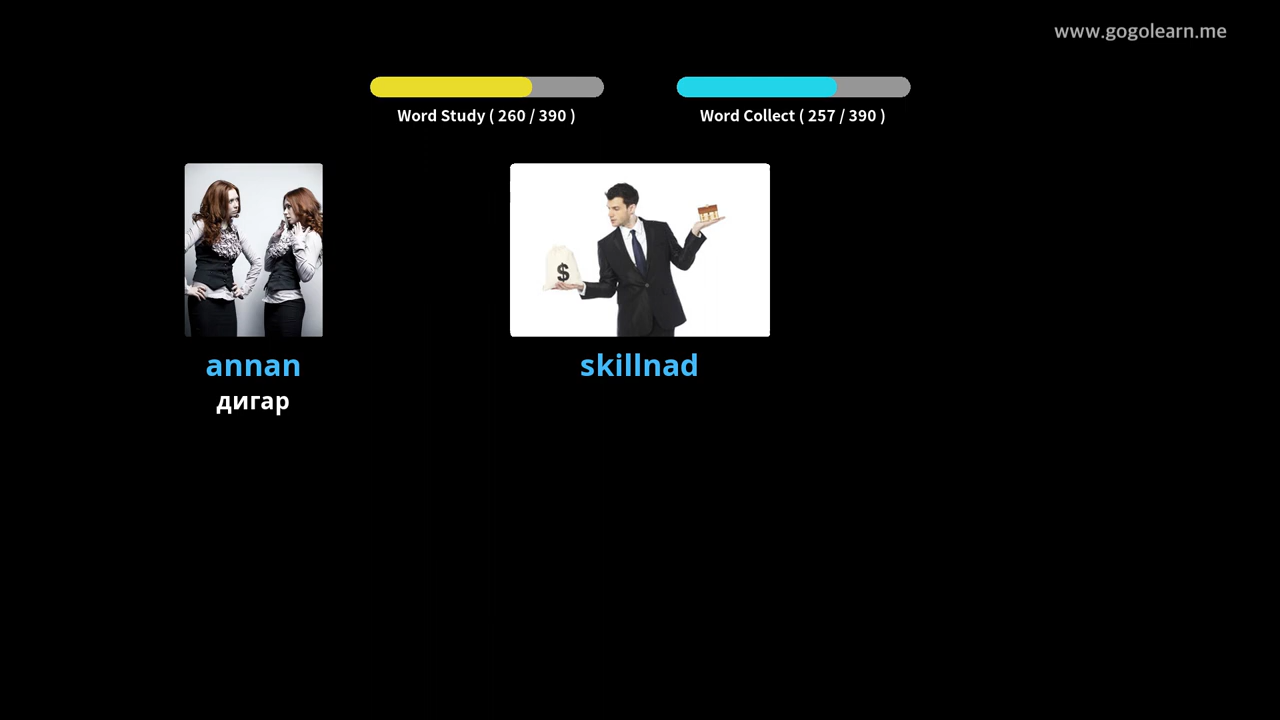 www.gogolearn.me
Word Study ( 260 / 390 )
Word Collect ( 257 / 390 )
$
annan
дигар
skillnad